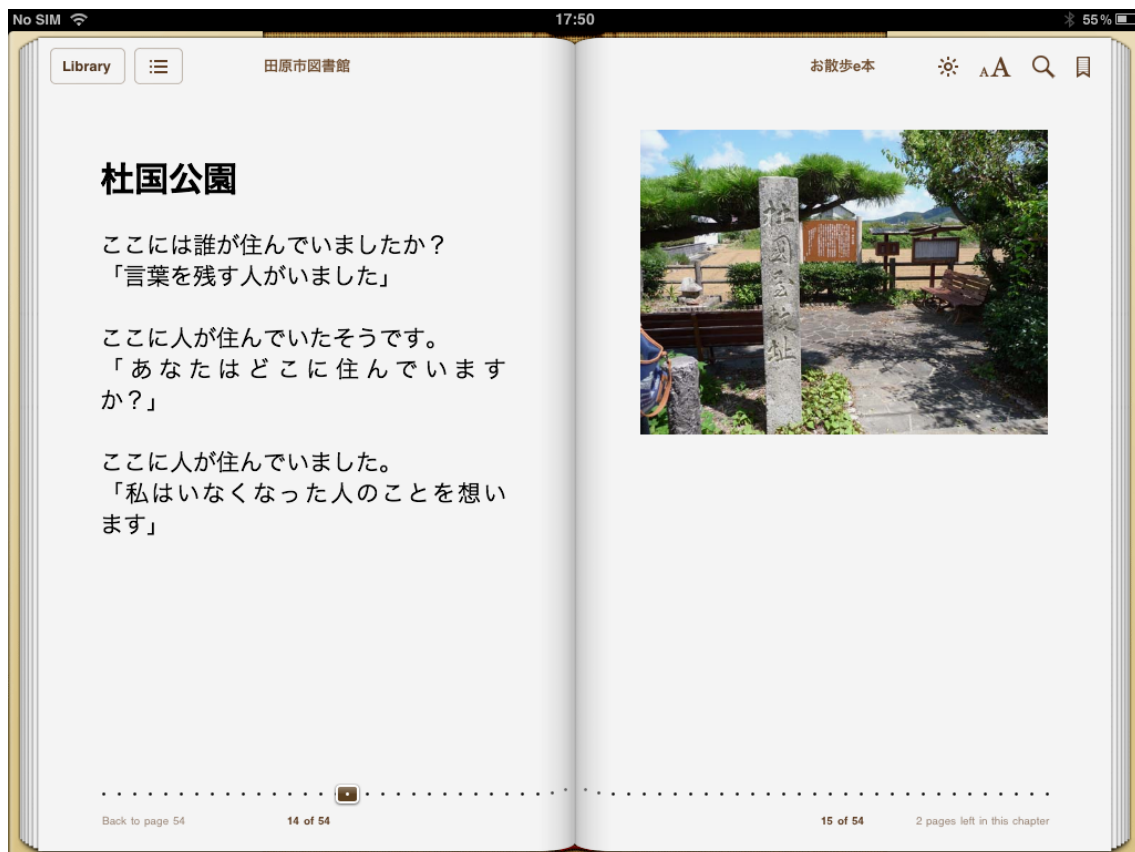 No SIM
17:50
55%
Library
田原市図書館
お散歩e本
AA
杜国公園
ここには誰が住んでいましたか？
「言葉を残す人がいました」
ここに人が住んでいたそうです。
「あなたはどこに住んでいます
か？」
ここに人が住んでいました。
「私はいなくなった人のことを想い
ます」
杜國屋敷址
Back to page 54
14 of 54
15 of 54
2 pages left in this chapter